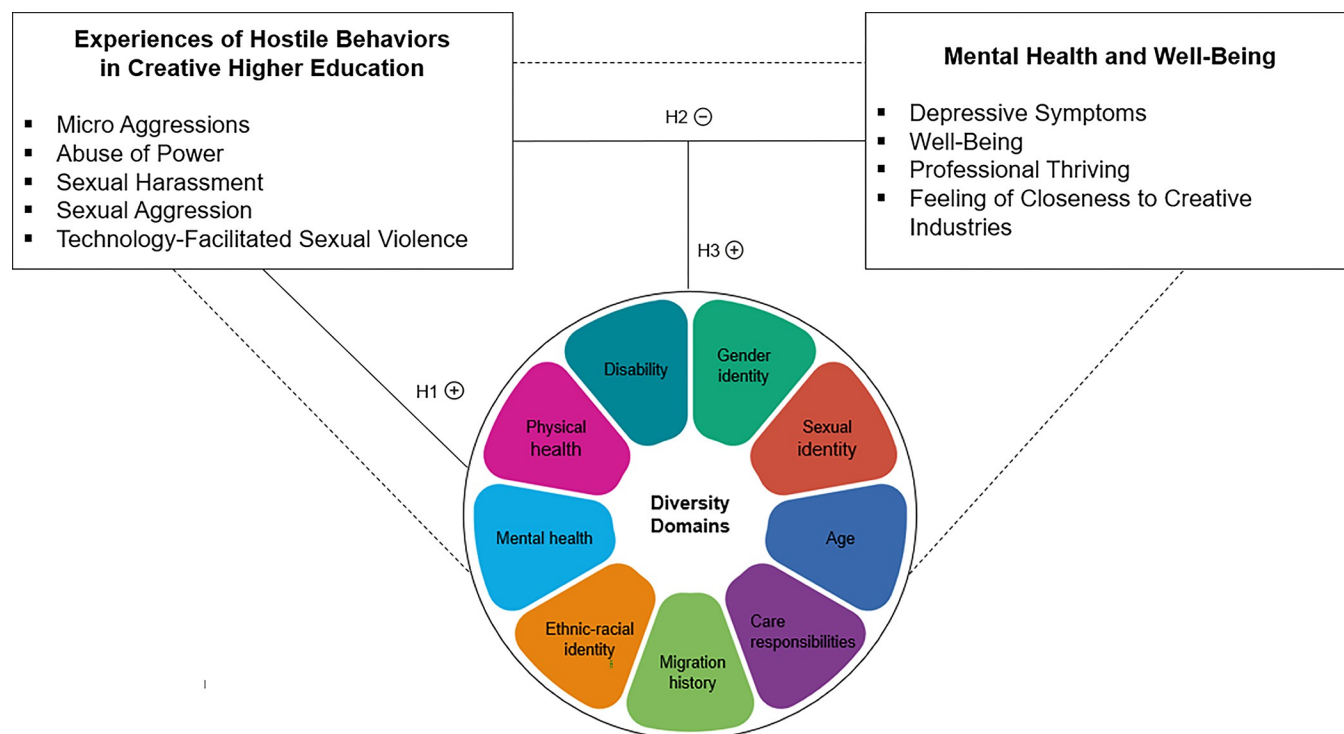 Experiences of Hostile Behaviors
in Creative Higher Education
▪ Micro Aggressions
▪ Abuse of Power
▪ Sexual Harassment
▪ Sexual Aggression
▪ Technology-Facilitated Sexual Violence
H2 ⊖
Mental Health and Well-Being
▪ Depressive Symptoms
▪ Well-Being
▪ Professional Thriving
▪ Feeling of Closeness to Creative
Industries
H3 ⊕
H1 ⊕
Disability
Gender
identity
Sexual
identity
Age
Care
responsibilities
Migration
history
Ethnic-racial
identity
Mental health
Physical
health
Diversity
Domains